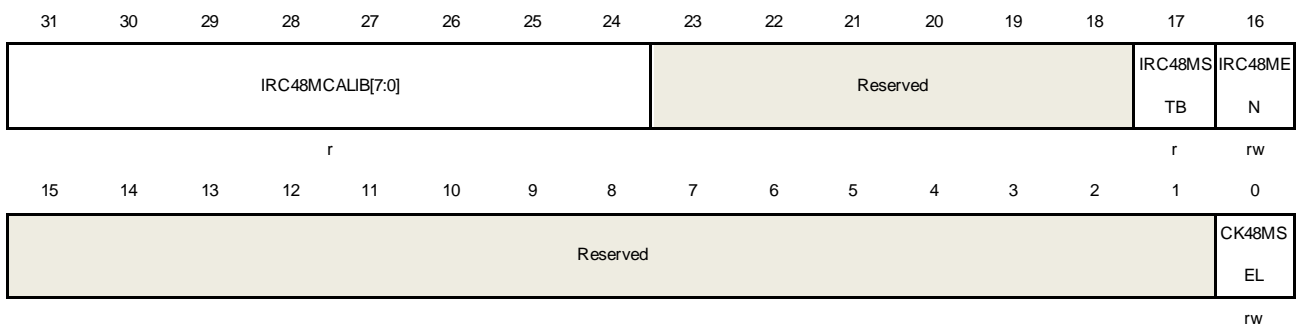 31 30 29 28 27 26 25 24 23 22 21 20 19 18 17 16
IRC48MCALIB[7:0] Reserved IRC48MS IRC48ME
TB N
r r rw
15 14 13 12 11 10 9 8 7 6 5 4 3 2 1 0
Reserved CK48MS
EL
rw